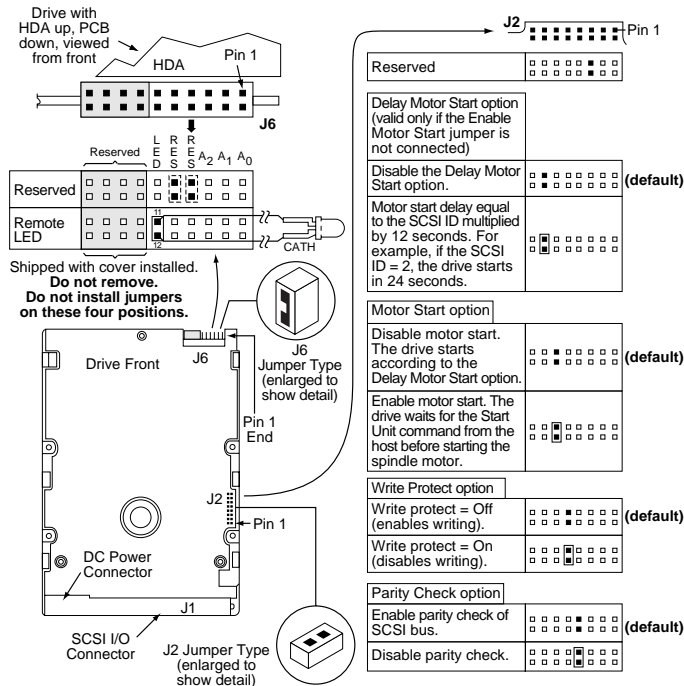 Drive with
HDA up, PCB
down, viewed
from front
HDA
Pin 1
J6
Reserved
LED
RES
RES
A2 A1 A0
Reserved
Remote
LED
11
12
CATH
Shipped with cover installed.
Do not remove.
Do not install jumpers
on these four positions.
Drive Front
J6
J6
Jumper Type
(enlarged to
show detail)
Pin 1
End
J2
Pin 1
DC Power
Connector
J1
SCSI I/O
Connector
J2 Jumper Type
(enlarged to
show detail)
J2
Pin 1
Reserved
Delay Motor Start option
(valid only if the Enable
Motor Start jumper is
not connected)
Disable the Delay Motor
Start option.
(default)
Motor start delay equal
to the SCSI ID multiplied
by 12 seconds. For
example, if the SCSI
ID = 2, the drive starts
in 24 seconds.
Motor Start option
Disable motor start.
The drive starts
according to the
Delay Motor Start option.
(default)
Enable motor start. The
drive waits for the Start
Unit command from the
host before starting the
spindle motor.
Write Protect option
Write protect = Off
(enables writing).
(default)
Write protect = On
(disables writing).
Parity Check option
Enable parity check of
SCSI bus.
(default)
Disable parity check.